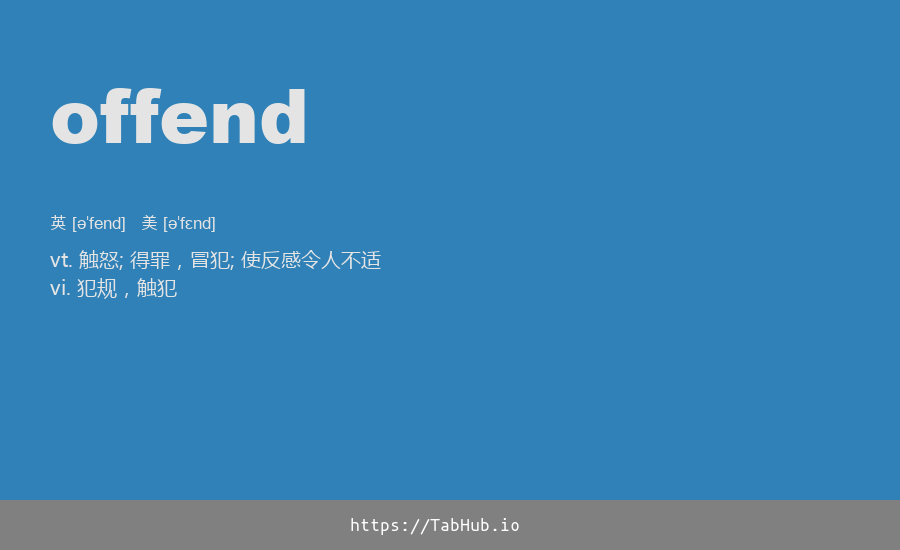 offend
英 [ə'fend] 美 [ə'fɛnd]
vt. 触怒; 得罪，冒犯; 使反感令人不适
vi. 犯规，触犯
https://TabHub.io